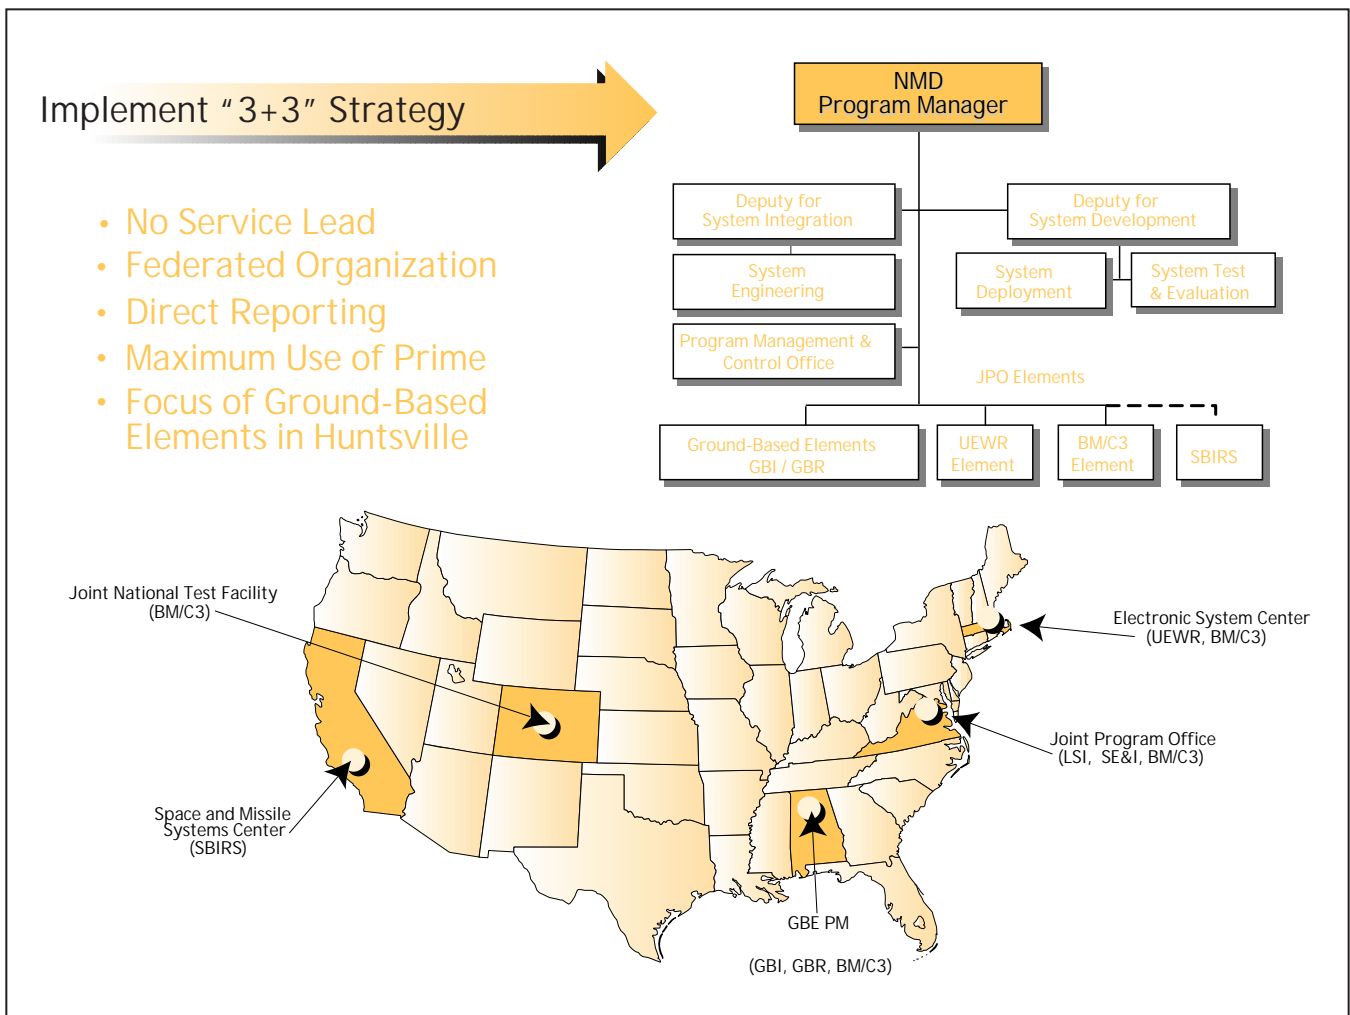 Implement "3+3" Strategy
• No Service Lead
• Federated Organization
• Direct Reporting
• Maximum Use of Prime
• Focus of Ground-Based
Elements in Huntsville
NMD
Program Manager
Deputy for
System Integration
Deputy for
System Development
System
Engineering
System
Deployment
System Test
& Evaluation
Program Management &
Control Office
JPO Elements
Ground-Based Elements
GBI / GBR
UEWR
Element
BM/C3
Element
SBIRS
Joint National Test Facility
(BM/C3)
Electronic System Center
(UEWR, BM/C3)
Joint Program Office
(LSI, SE&I, BM/C3)
Space and Missile
Systems Center
(SBIRS)
GBE PM
(GBI, GBR, BM/C3)